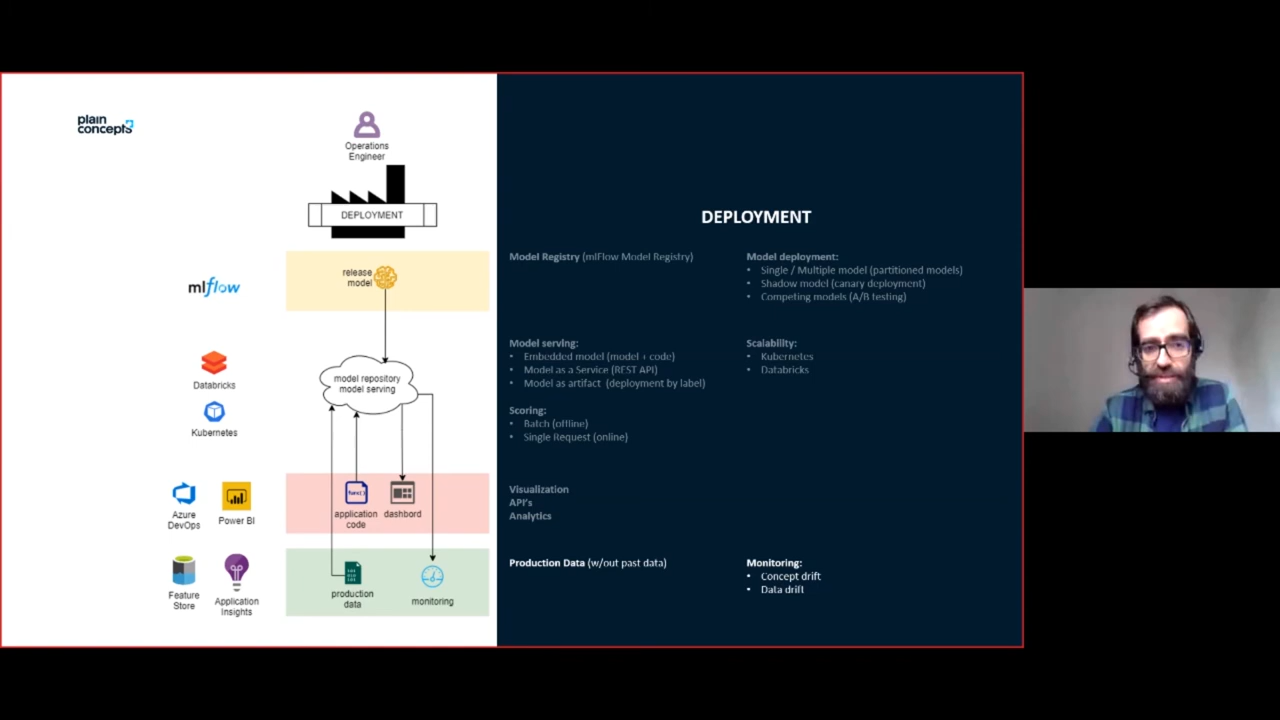 plain
concepts
Operations
Engineer
DEPLOYMENT
release
model
mlflow
Databricks
model repository
model serving
Kubernetes
Azure
DevOps
Power BI
func()
application
code
dashbord
Feature
Store
Application
Insights
production
data
monitoring
DEPLOYMENT
Model Registry (mlFlow Model Registry)
Model deployment:
• Single / Multiple model (partitioned models)
• Shadow model (canary deployment)
• Competing models (A/B testing)
Model serving:
• Embedded model (model + code)
• Model as a Service (REST API)
• Model as artifact (deployment by label)
Scalability:
• Kubernetes
• Databricks
Scoring:
• Batch (offline)
• Single Request (online)
Visualization
API's
Analytics
Production Data (w/out past data)
Monitoring:
• Concept drift
• Data drift